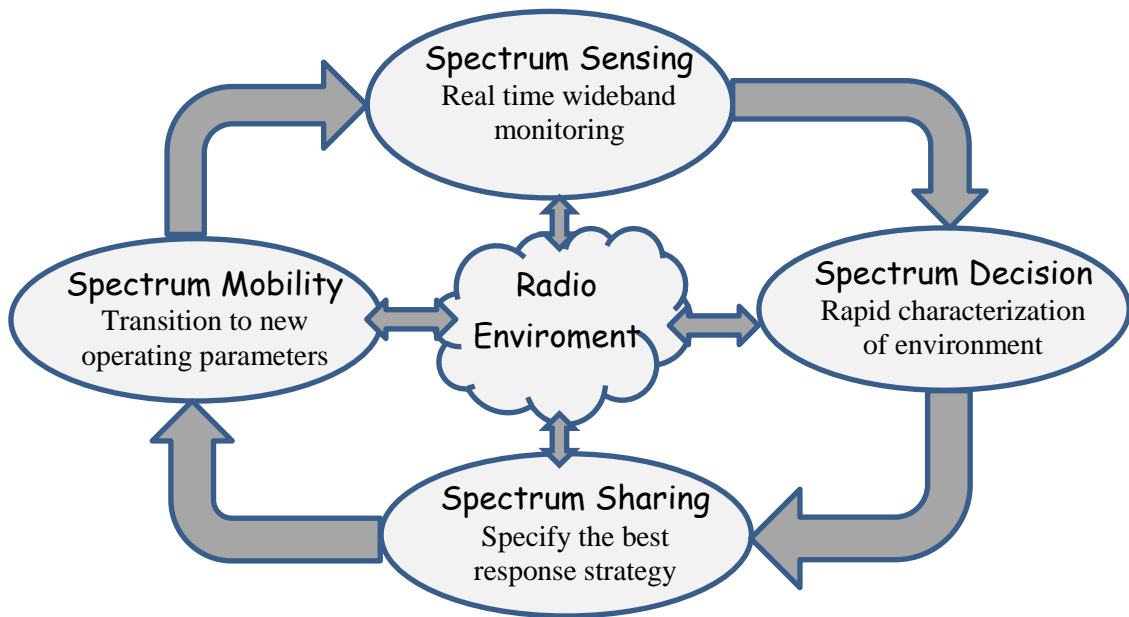 Spectrum Sensing
Real time wideband
monitoring
Spectrum Mobility
Transition to new
operating parameters
Radio
Enviroment
Spectrum Decision
Rapid characterization
of environment
Spectrum Sharing
Specify the best
response strategy